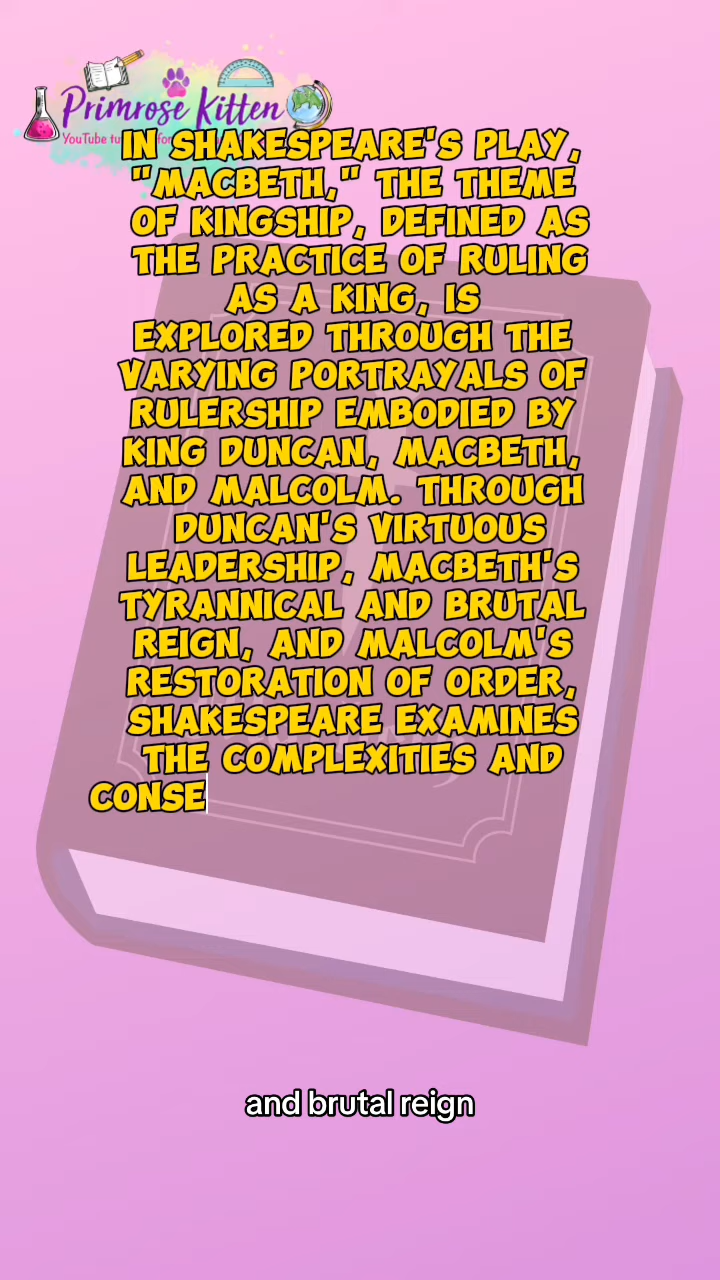 Primrose Kitten
YouTube tu
IN SHAKESPEARE'S PLAY,
"MACBETH," THE THEME
OF KINGSHIP, DEFINED AS
THE PRACTICE OF RULING
AS A KING, IS
EXPLORED THROUGH THE
VARYING PORTRAYALS OF
RULERSHIP EMBODIED BY
KING DUNCAN, MACBETH,
AND MALCOLM. THROUGH
DUNCAN'S VIRTUOUS
LEADERSHIP, MACBETH'S
TYRANNICAL AND BRUTAL
REIGN, AND MALCOLM'S
RESTORATION OF ORDER,
SHAKESPEARE EXAMINES
THE COMPLEXITIES AND
CONSE
and brutal reign